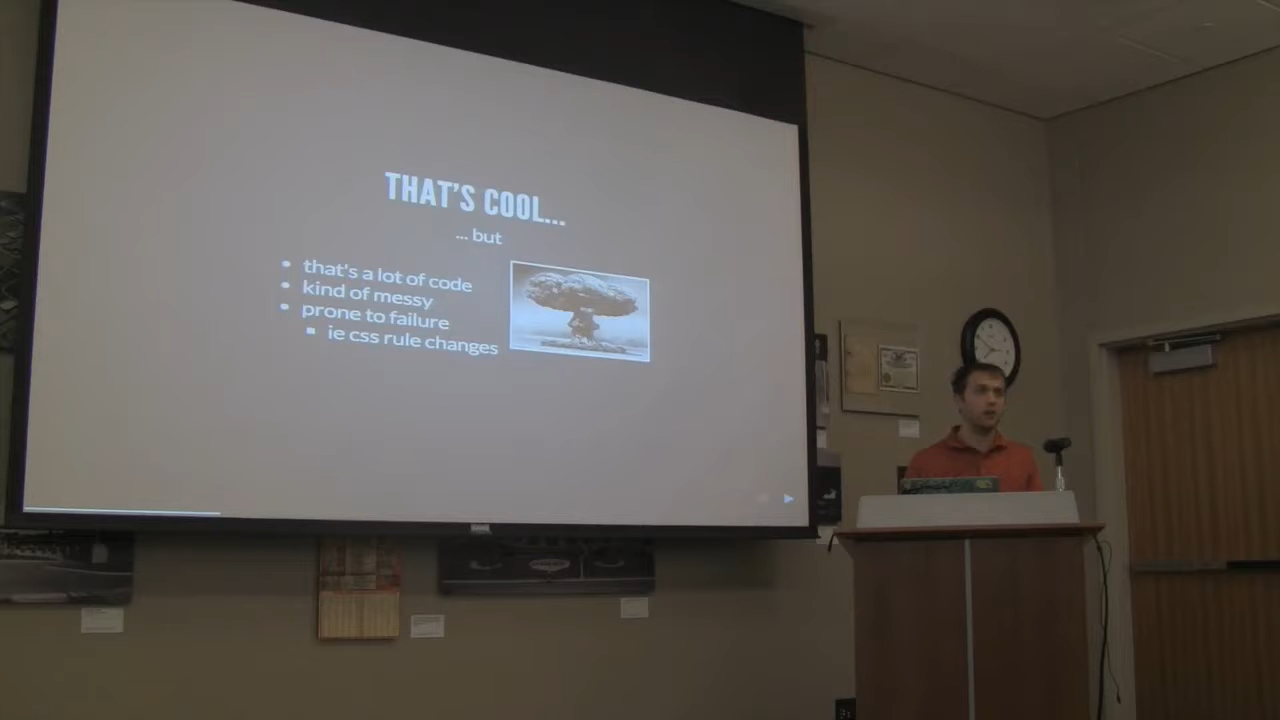 THAT'S COOL...
... but
that's a lot of code
kind of messy
prone to failure
ie css rule changes